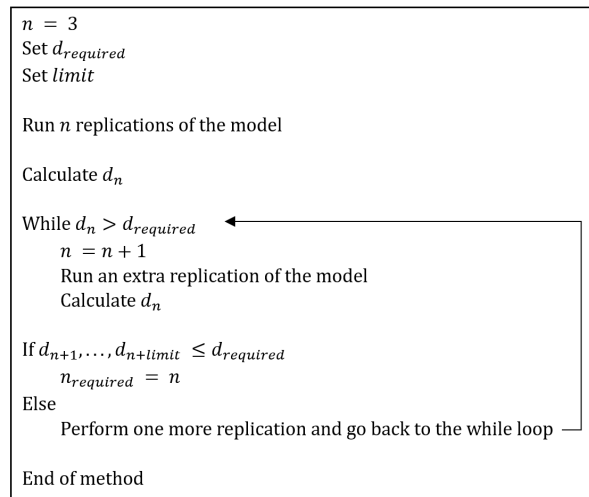 n = 3
Set d_required
Set limit
Run n replications of the model
Calculate d_n
While d_n > d_required
n = n + 1
Run an extra replication of the model
Calculate d_n
If d_{n+1}, ..., d_{n+limit} ≤ d_required
n_required = n
Else
Perform one more replication and go back to the while loop
End of method